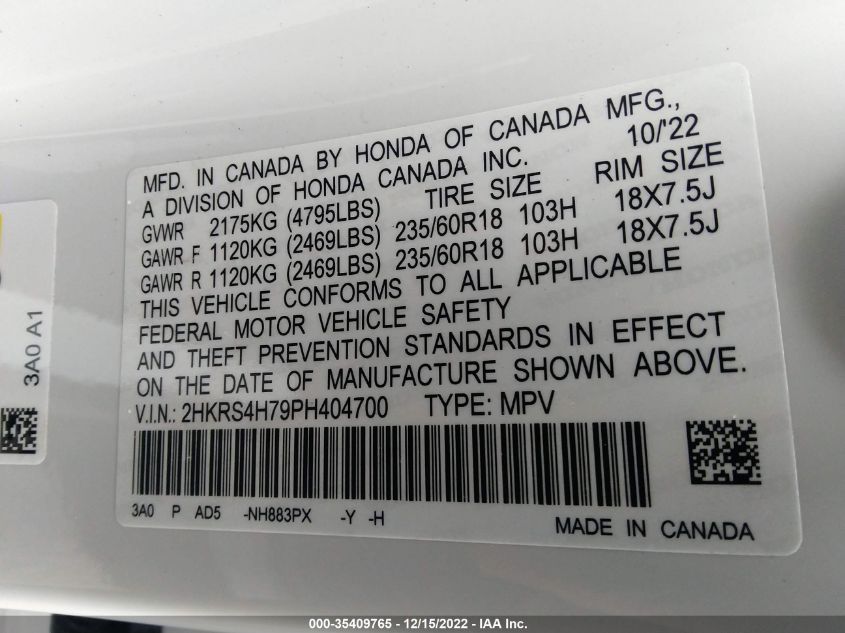 MFD. IN CANADA BY HONDA OF CANADA MFG.,
A DIVISION OF HONDA CANADA INC. 10/'22
GVWR 2175KG (4795LBS) TIRE SIZE RIM SIZE
GAWR F 1120KG (2469LBS) 235/60R18 103H 18X7.5J
GAWR R 1120KG (2469LBS) 235/60R18 103H 18X7.5J
THIS VEHICLE CONFORMS TO ALL APPLICABLE
FEDERAL MOTOR VEHICLE SAFETY
AND THEFT PREVENTION STANDARDS IN EFFECT
ON THE DATE OF MANUFACTURE SHOWN ABOVE.
V.I.N.: 2HKRS4H79PH404700 TYPE: MPV
3A0 P AD5 -NH883PX -Y -H
MADE IN CANADA
3A0 A1
000-35409765 - 12/15/2022 - IAA Inc.